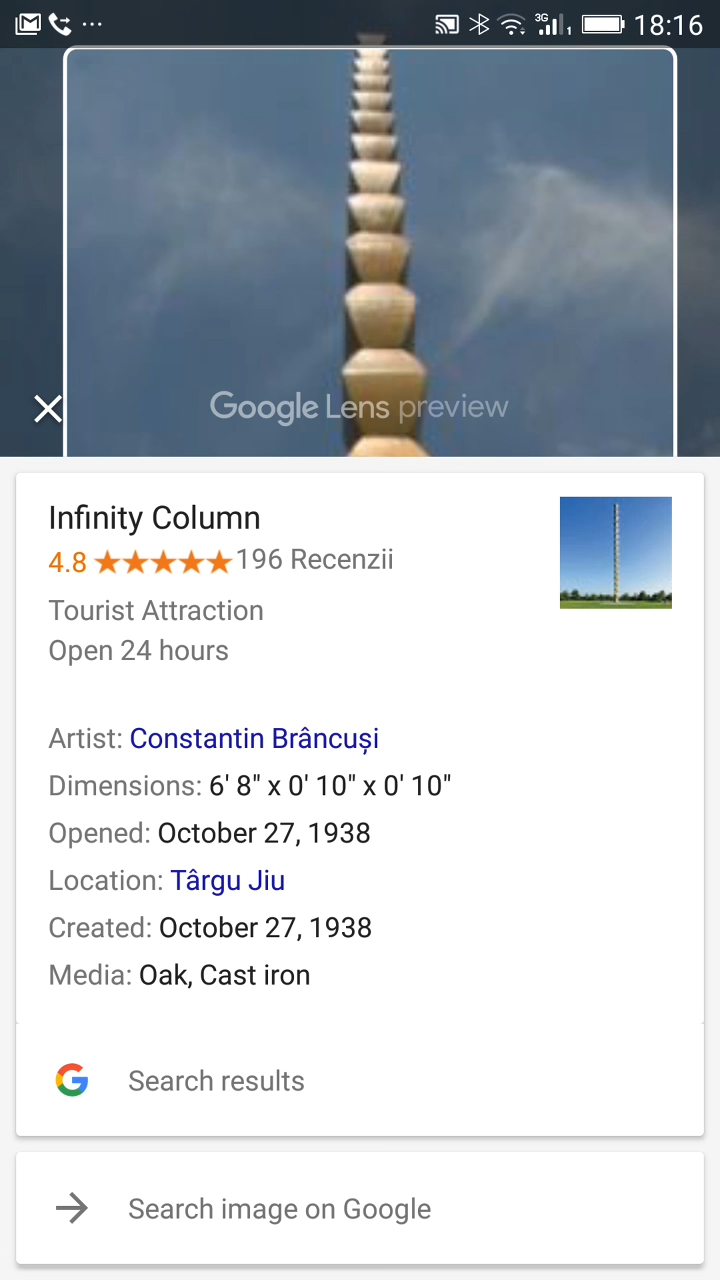 3G 1 18:16
Google Lens preview
Infinity Column
4.8 196 Recenzii
Tourist Attraction
Open 24 hours
Artist: Constantin Brâncuși
Dimensions: 6' 8" x 0' 10" x 0' 10"
Opened: October 27, 1938
Location: Târgu Jiu
Created: October 27, 1938
Media: Oak, Cast iron
Search results
Search image on Google